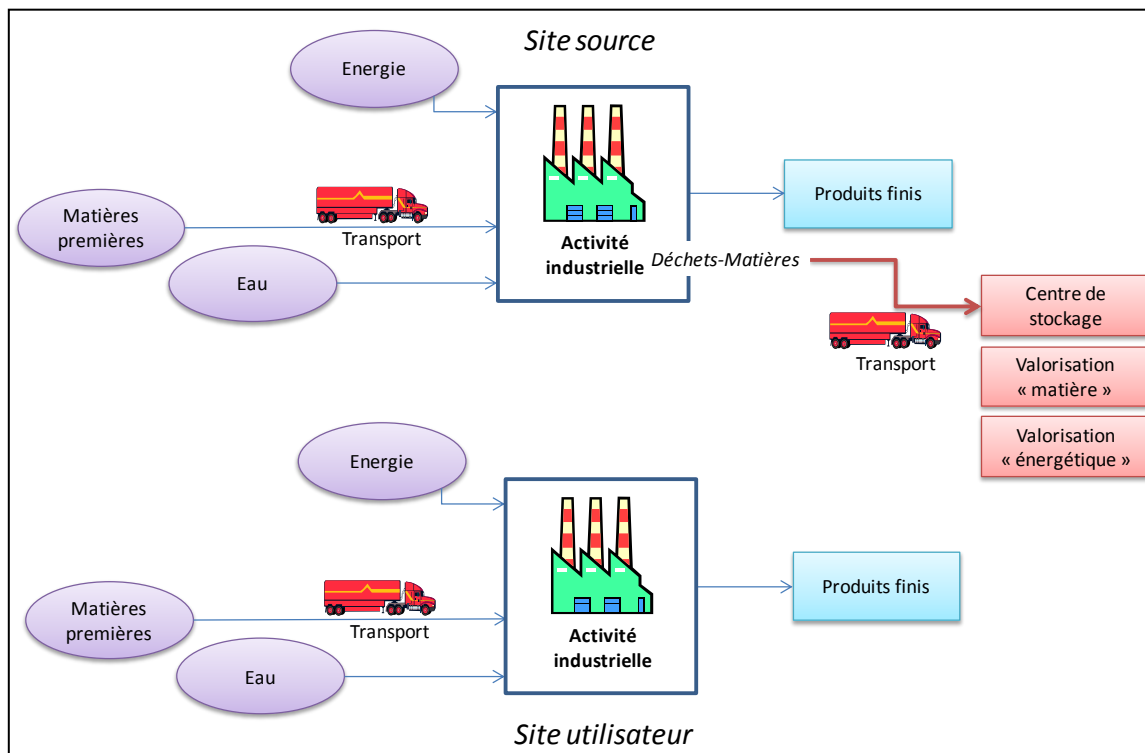 Site source
Energie
Matières
premières
Transport
Eau
Activité
industrielle
Produits finis
Déchets-Matières
Transport
Centre de
stockage
Valorisation
« matière »
Valorisation
« énergétique »
Energie
Matières
premières
Transport
Eau
Activité
industrielle
Produits finis
Site utilisateur